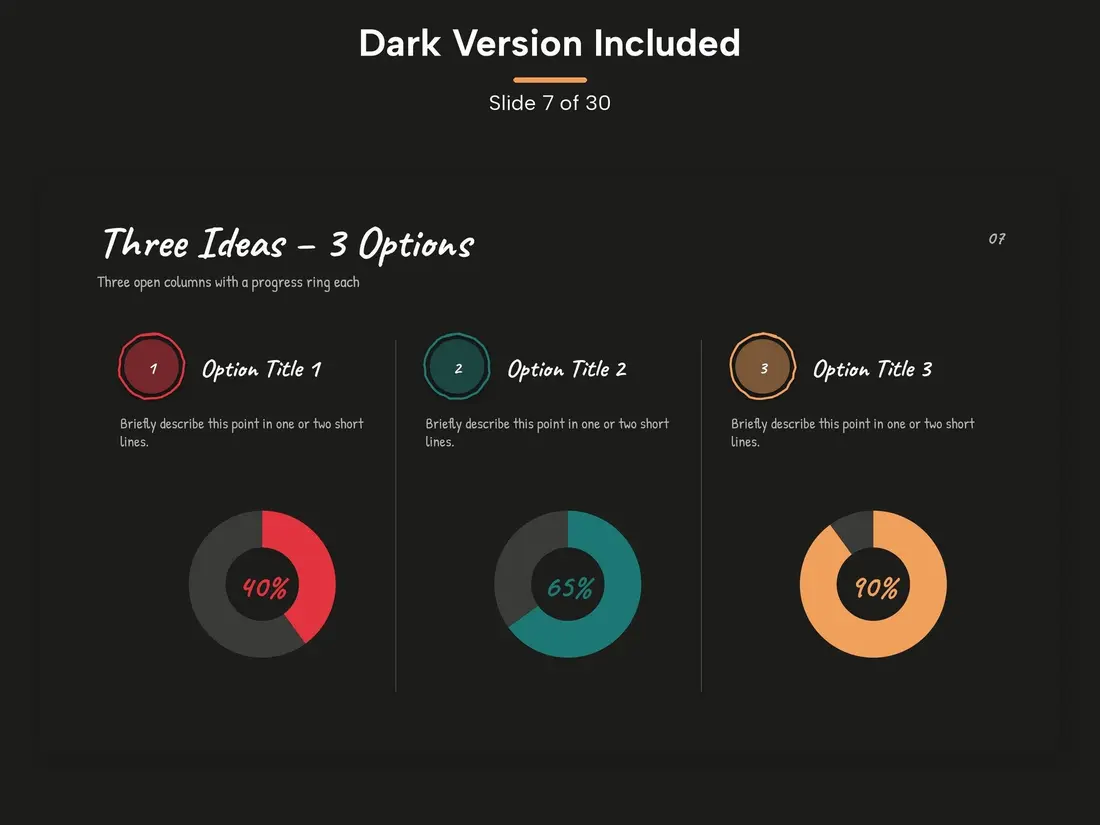 Dark Version Included
Slide 7 of 30
Three Ideas – 3 Options
07
Three open columns with a progress ring each
1
Option Title 1
Briefly describe this point in one or two short
lines.
40%
2
Option Title 2
Briefly describe this point in one or two short
lines.
65%
3
Option Title 3
Briefly describe this point in one or two short
lines.
90%